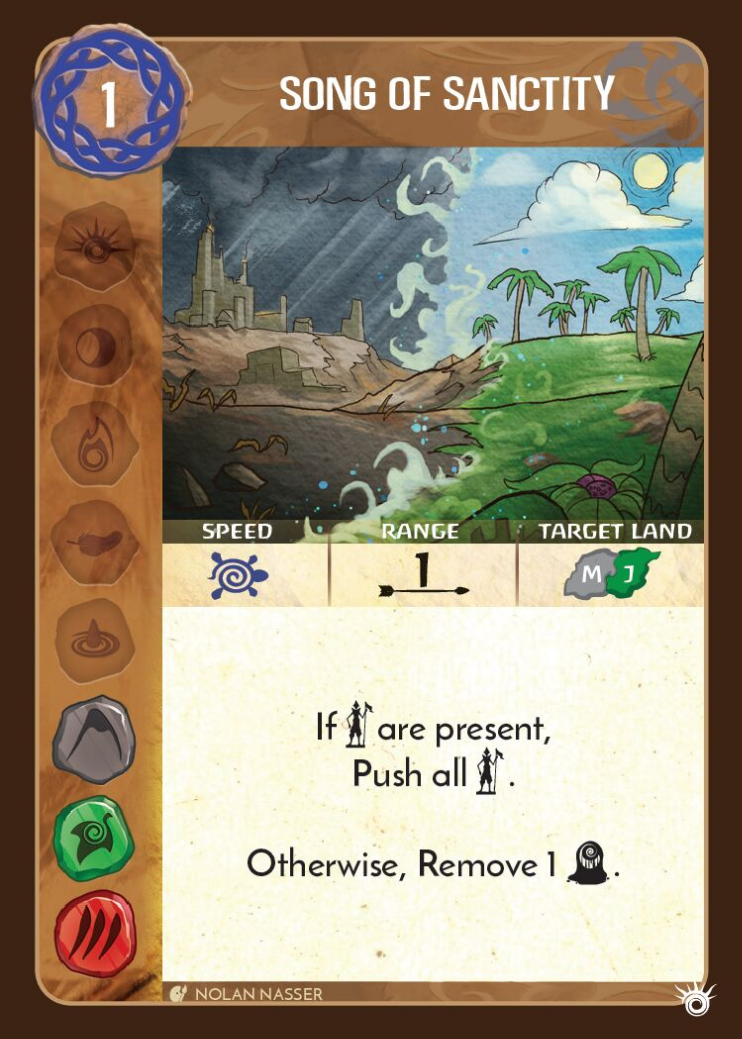 1
SONG OF SANCTITY
SPEED RANGE TARGET LAND
1 M J
If are present,
Push all .
Otherwise, Remove 1 .
NOLAN NASSER